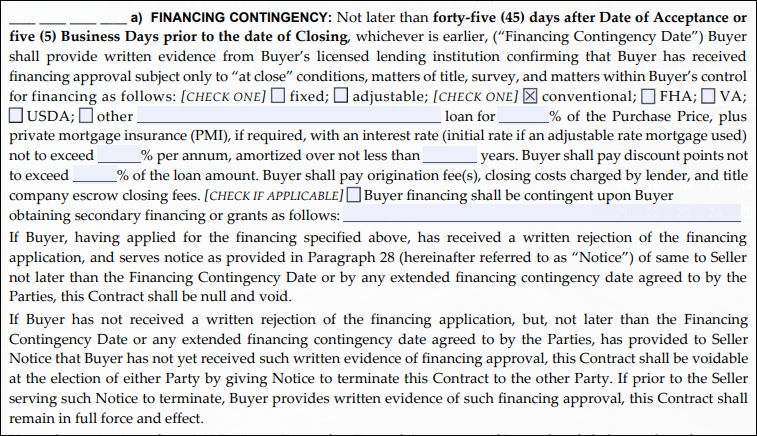 ____ ____ ____ ____ a) FINANCING CONTINGENCY: Not later than forty-five (45) days after Date of Acceptance or
five (5) Business Days prior to the date of Closing, whichever is earlier, (“Financing Contingency Date”) Buyer
shall provide written evidence from Buyer’s licensed lending institution confirming that Buyer has received
financing approval subject only to “at close” conditions, matters of title, survey, and matters within Buyer’s control
for financing as follows: [CHECK ONE] ☐ fixed; ☐ adjustable; [CHECK ONE] ☒ conventional; ☐ FHA; ☐ VA;
☐ USDA; ☐ other ____ loan for ____% of the Purchase Price, plus
private mortgage insurance (PMI), if required, with an interest rate (initial rate if an adjustable rate mortgage used)
not to exceed ____% per annum, amortized over not less than ____ years. Buyer shall pay discount points not
to exceed ____% of the loan amount. Buyer shall pay origination fee(s), closing costs charged by lender, and title
company escrow closing fees. [CHECK IF APPLICABLE] ☐ Buyer financing shall be contingent upon Buyer
obtaining secondary financing or grants as follows: ____
If Buyer, having applied for the financing specified above, has received a written rejection of the financing
application, and serves notice as provided in Paragraph 28 (hereinafter referred to as “Notice”) of same to Seller
not later than the Financing Contingency Date or by any extended financing contingency date agreed to by the
Parties, this Contract shall be null and void.
If Buyer has not received a written rejection of the financing application, but, not later than the Financing
Contingency Date or any extended financing contingency date agreed to by the Parties, has provided to Seller
Notice that Buyer has not yet received such written evidence of financing approval, this Contract shall be voidable
at the election of either Party by giving Notice to terminate this Contract to the other Party. If prior to the Seller
serving such Notice to terminate, Buyer provides written evidence of such financing approval, this Contract shall
remain in full force and effect.